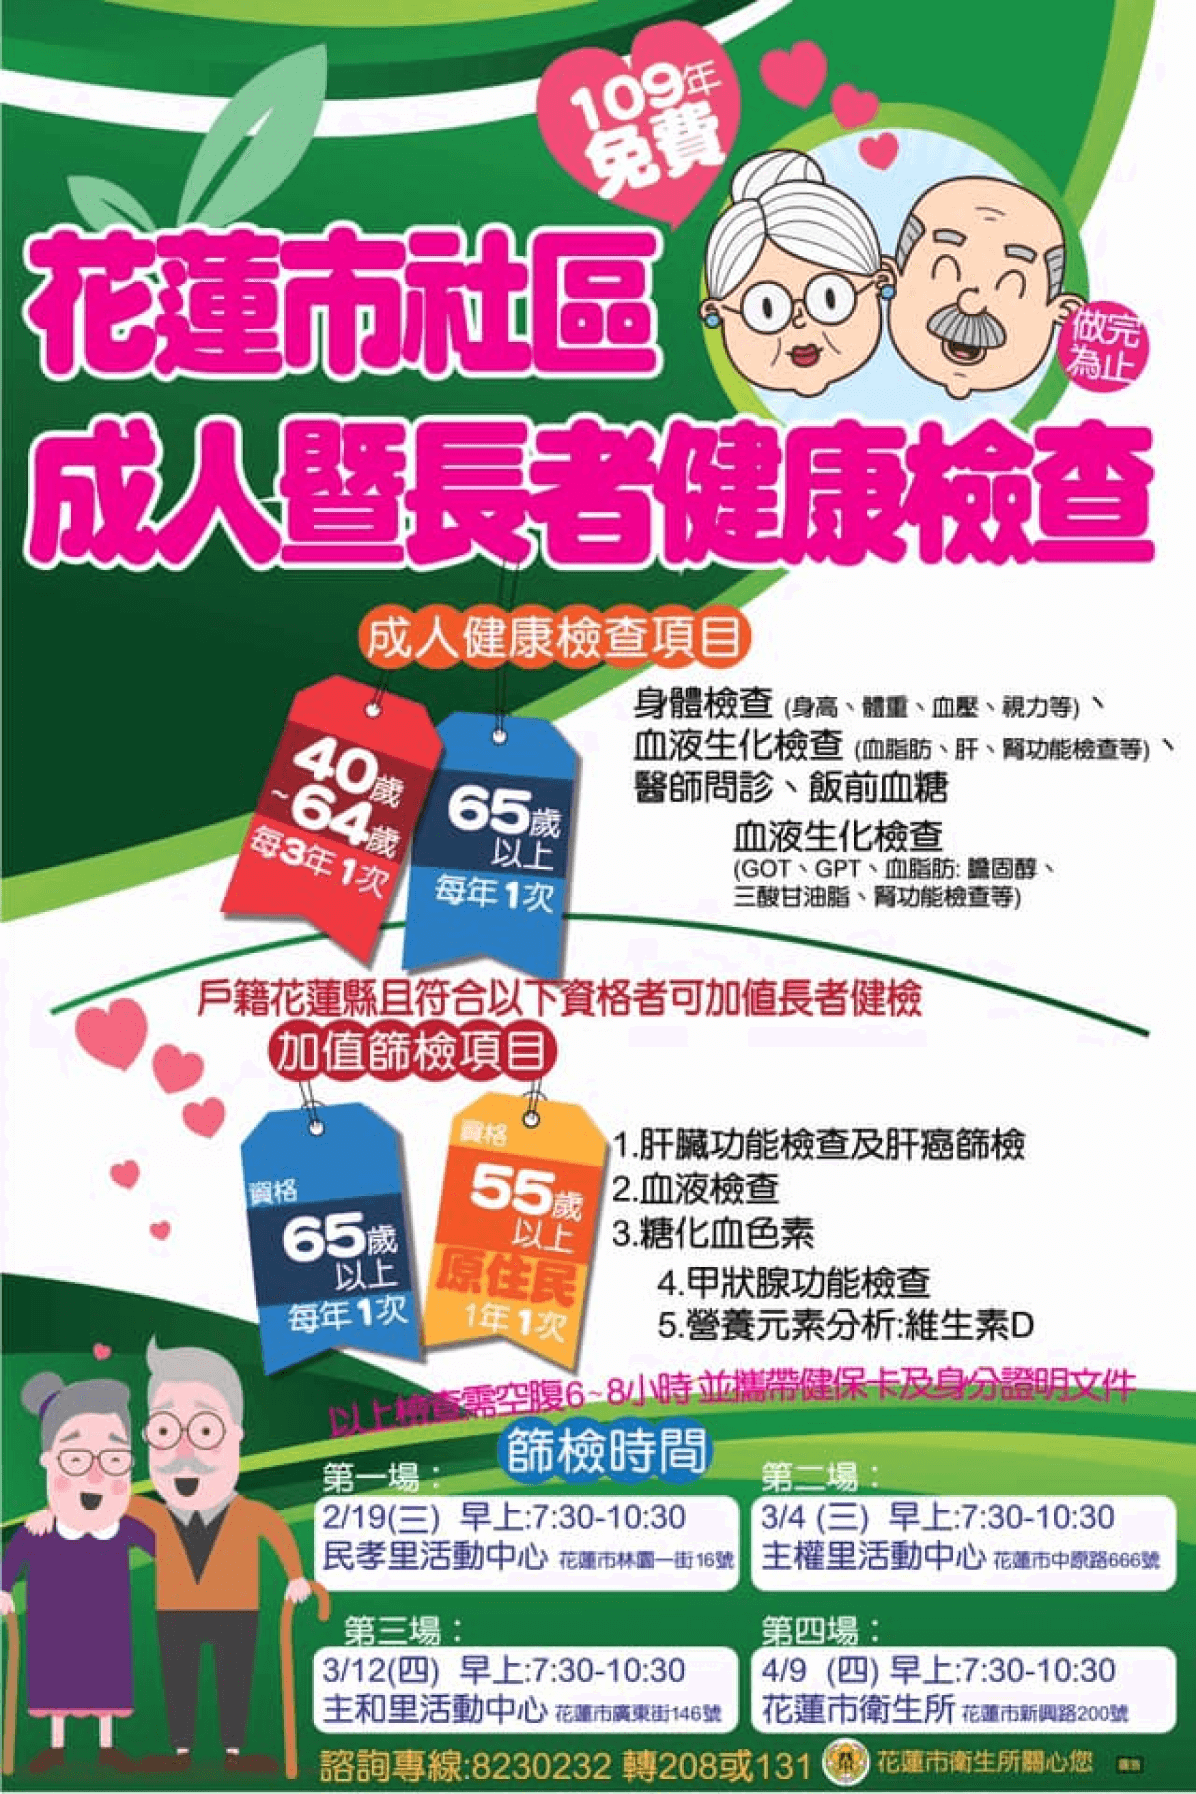 109年
免費
花蓮市社區
做完
為止
成人暨長者健康檢查
成人健康檢查項目
40歲
~64歲
每3年1次
65歲
以上
每年1次
身體檢查 (身高、體重、血壓、視力等)、
血液生化檢查 (血脂肪、肝、腎功能檢查等)、
醫師問診、飯前血糖
血液生化檢查
(GOT、GPT、血脂肪: 膽固醇、
三酸甘油脂、腎功能檢查等)
戶籍花蓮縣且符合以下資格者可加值長者健檢
加值篩檢項目
資格
65歲
以上
每年1次
資格
55歲
以上
原住民
1年1次
1.肝臟功能檢查及肝癌篩檢
2.血液檢查
3.糖化血色素
4.甲狀腺功能檢查
5.營養元素分析:維生素D
以上檢查需空腹6~8小時 並攜帶健保卡及身分證明文件
篩檢時間
第一場：
2/19(三) 早上:7:30-10:30
民孝里活動中心 花蓮市林園一街16號
第二場：
3/4 (三) 早上:7:30-10:30
主權里活動中心 花蓮市中原路666號
第三場：
3/12(四) 早上:7:30-10:30
主和里活動中心 花蓮市廣東街146號
第四場：
4/9 (四) 早上:7:30-10:30
花蓮市衛生所 花蓮市新興路200號
諮詢專線:8230232 轉208或131 花蓮市衛生所關心您